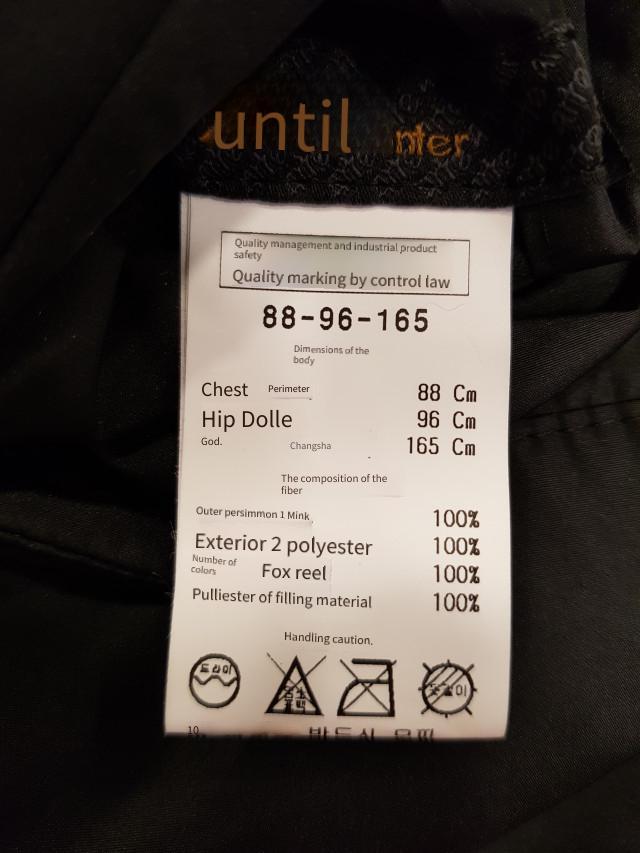 until nter
Quality management and industrial product
safety
Quality marking by control law
88-96-165
Dimensions of the
body
Chest Perimeter 88 Cm
Hip Dolle 96 Cm
God. Changsha 165 Cm
The composition of the
fiber
Outer persimmon 1 Mink 100%
Exterior 2 polyester 100%
Number of
colors Fox reel 100%
Pulliester of filling material 100%
Handling caution.
드라이
10